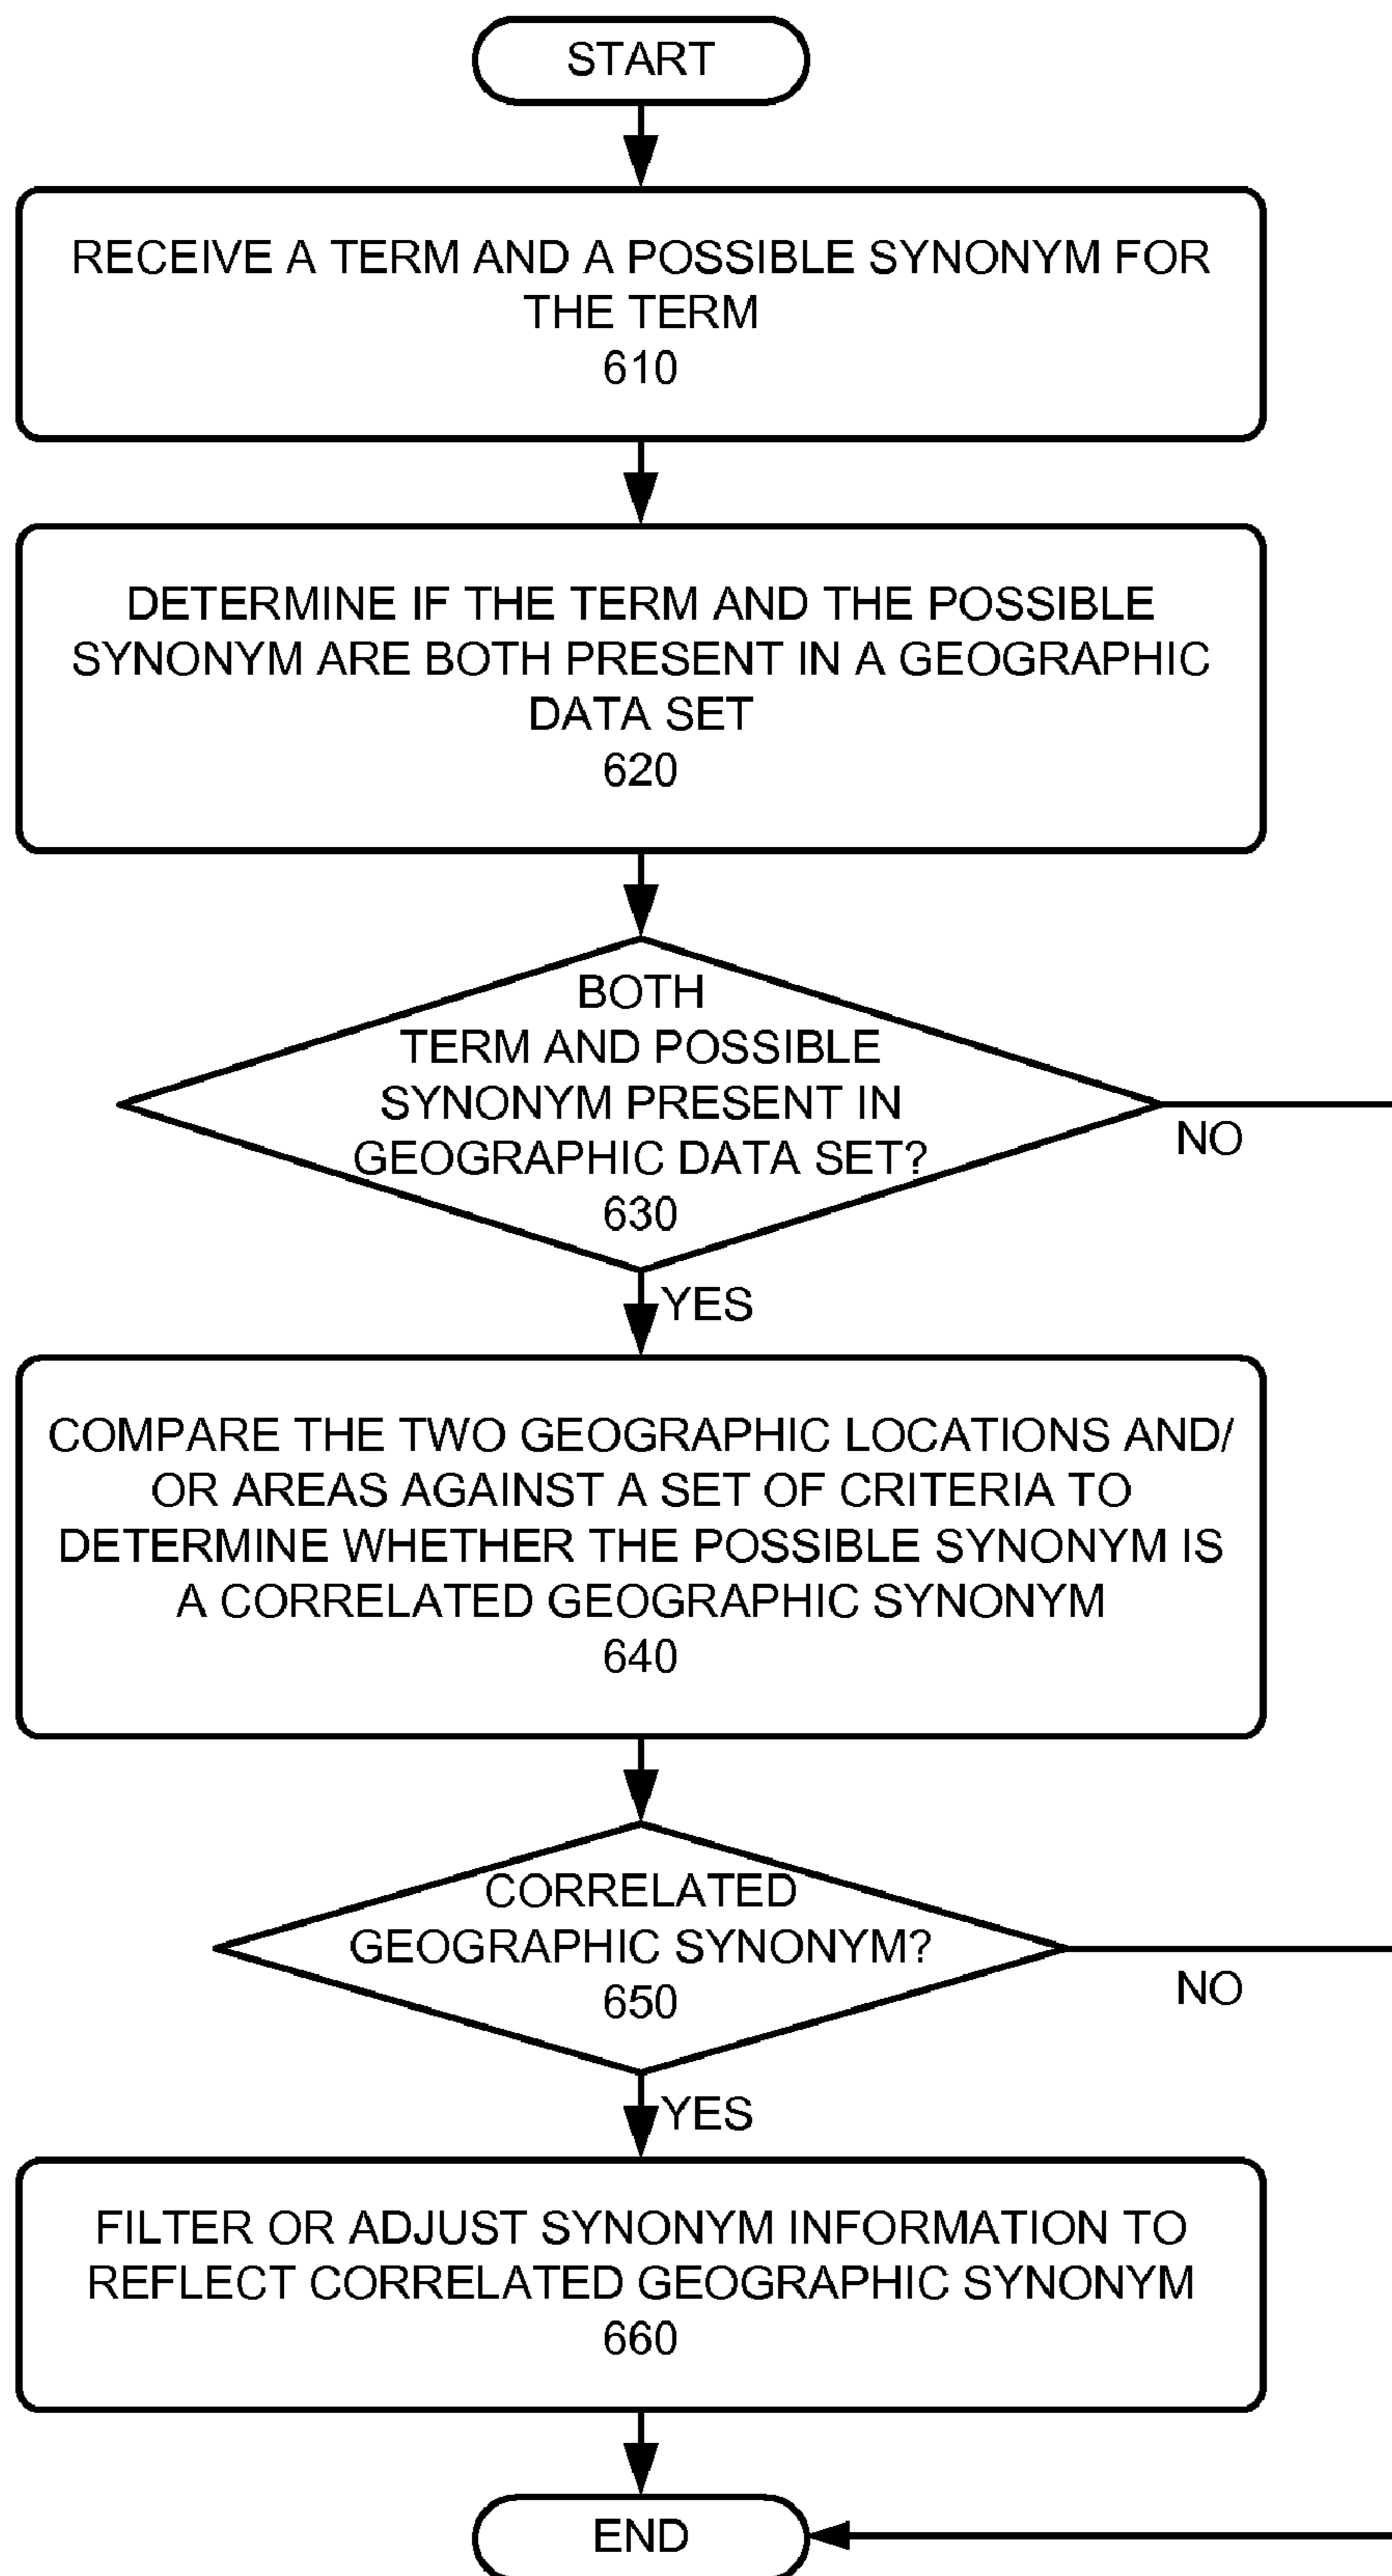 START
RECEIVE A TERM AND A POSSIBLE SYNONYM FOR
THE TERM
610
DETERMINE IF THE TERM AND THE POSSIBLE
SYNONYM ARE BOTH PRESENT IN A GEOGRAPHIC
DATA SET
620
BOTH
TERM AND POSSIBLE
SYNONYM PRESENT IN
GEOGRAPHIC DATA SET?
630
NO
YES
COMPARE THE TWO GEOGRAPHIC LOCATIONS AND/
OR AREAS AGAINST A SET OF CRITERIA TO
DETERMINE WHETHER THE POSSIBLE SYNONYM IS
A CORRELATED GEOGRAPHIC SYNONYM
640
CORRELATED
GEOGRAPHIC SYNONYM?
650
NO
YES
FILTER OR ADJUST SYNONYM INFORMATION TO
REFLECT CORRELATED GEOGRAPHIC SYNONYM
660
END